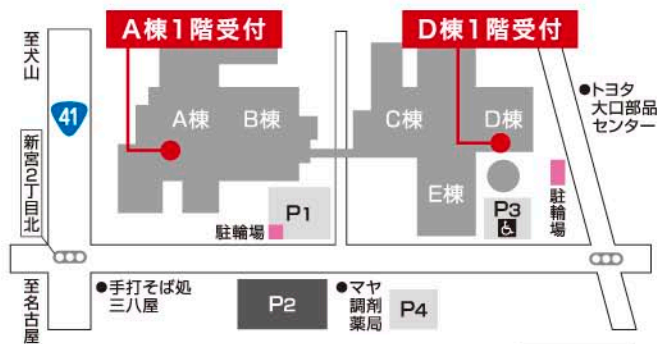 A棟1階受付
D棟1階受付
至犬山
41
新宮2丁目北
至名古屋
A棟
B棟
C棟
D棟
E棟
●トヨタ
大口部品
センター
P1
駐輪場
P3
駐輪場
●手打そば処
三八屋
P2
●マヤ
調剤
薬局
P4